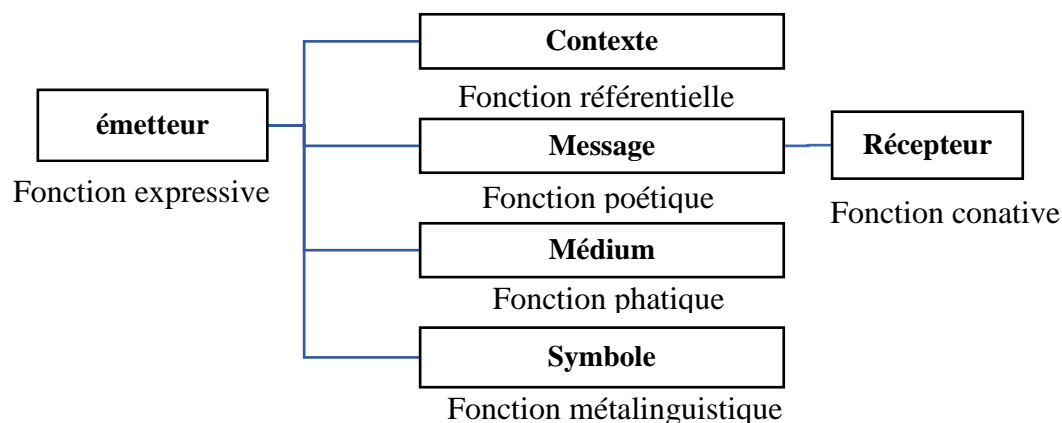 Contexte
Fonction référentielle
émetteur
Fonction expressive
Message
Fonction poétique
Récepteur
Fonction conative
Médium
Fonction phatique
Symbole
Fonction métalinguistique